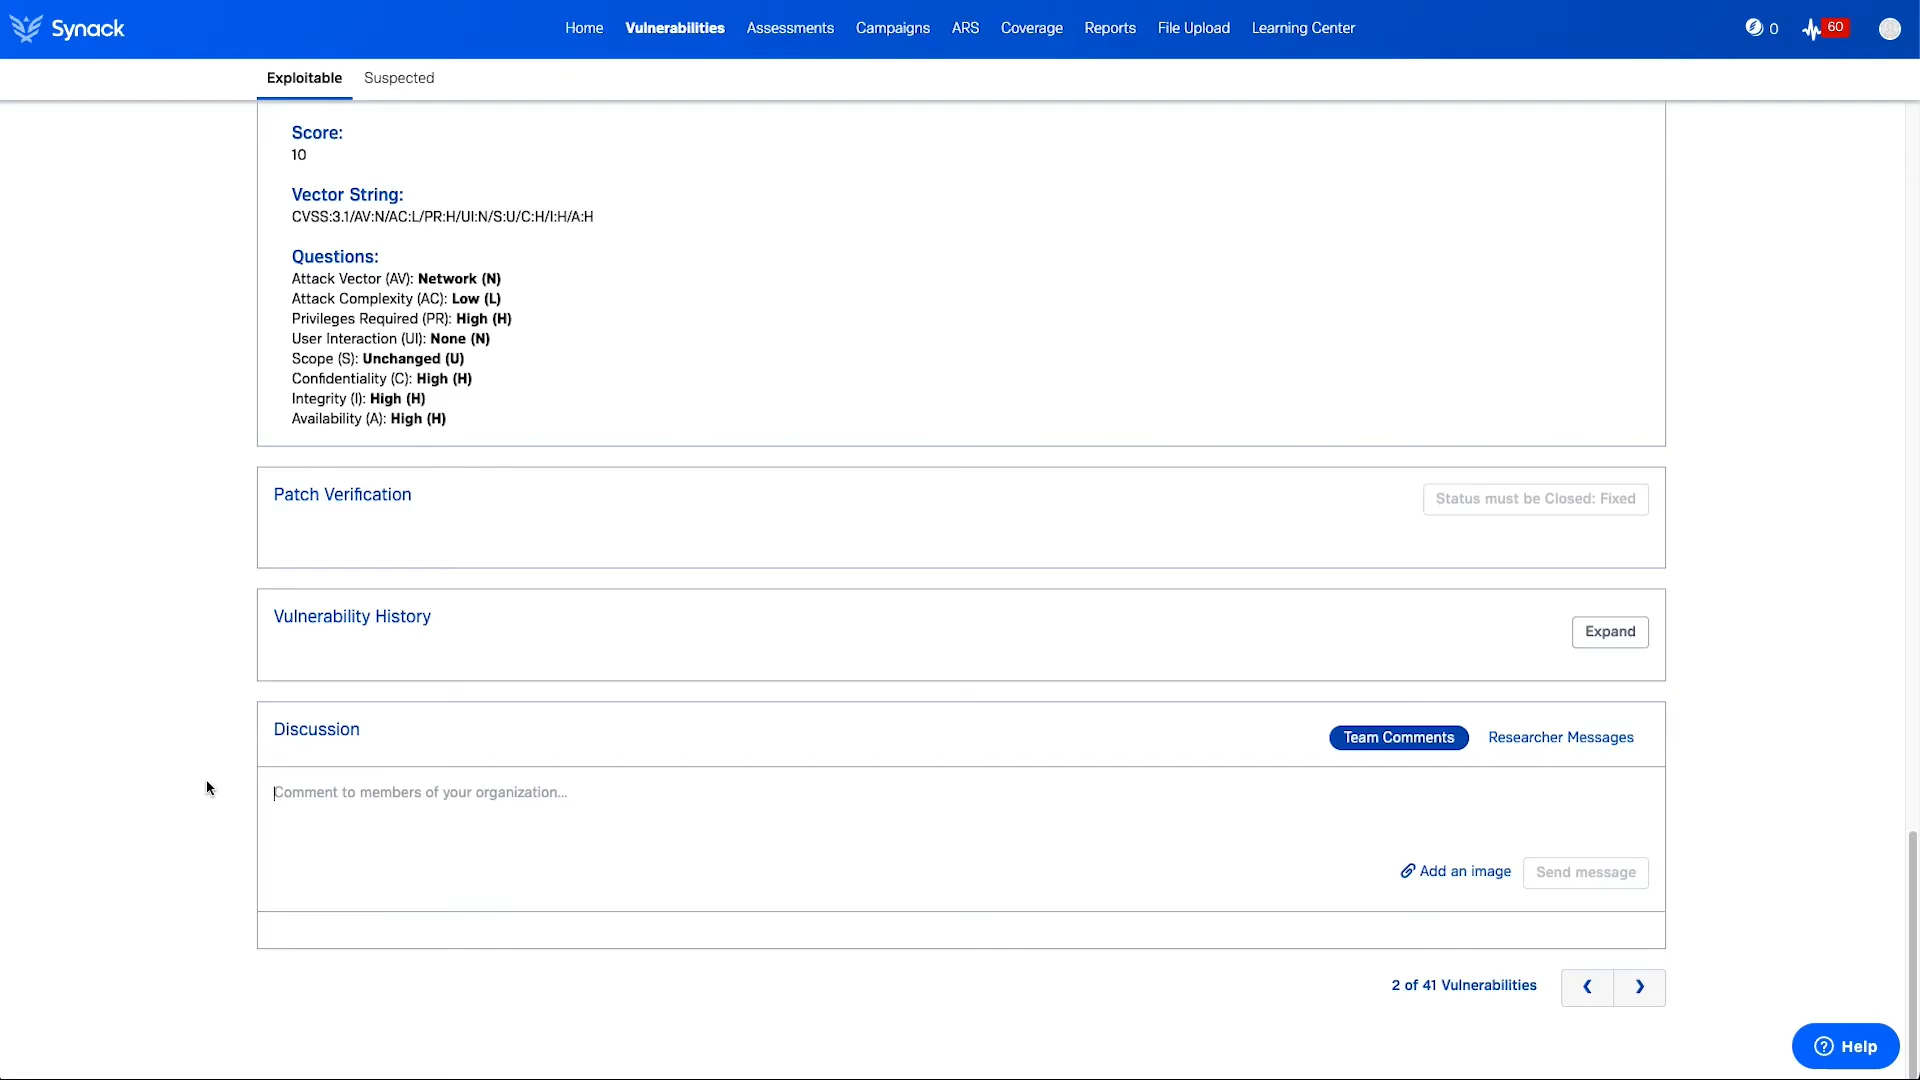 Synack
Home Vulnerabilities Assessments Campaigns ARS Coverage Reports File Upload Learning Center
0 60
Exploitable Suspected
Score:
10
Vector String:
CVSS:3.1/AV:N/AC:L/PR:H/UI:N/S:U/C:H/I:H/A:H
Questions:
Attack Vector (AV): Network (N)
Attack Complexity (AC): Low (L)
Privileges Required (PR): High (H)
User Interaction (UI): None (N)
Scope (S): Unchanged (U)
Confidentiality (C): High (H)
Integrity (I): High (H)
Availability (A): High (H)
Patch Verification
Status must be Closed: Fixed
Vulnerability History
Expand
Discussion
Team Comments Researcher Messages
Comment to members of your organization...
Add an image Send message
2 of 41 Vulnerabilities
Help